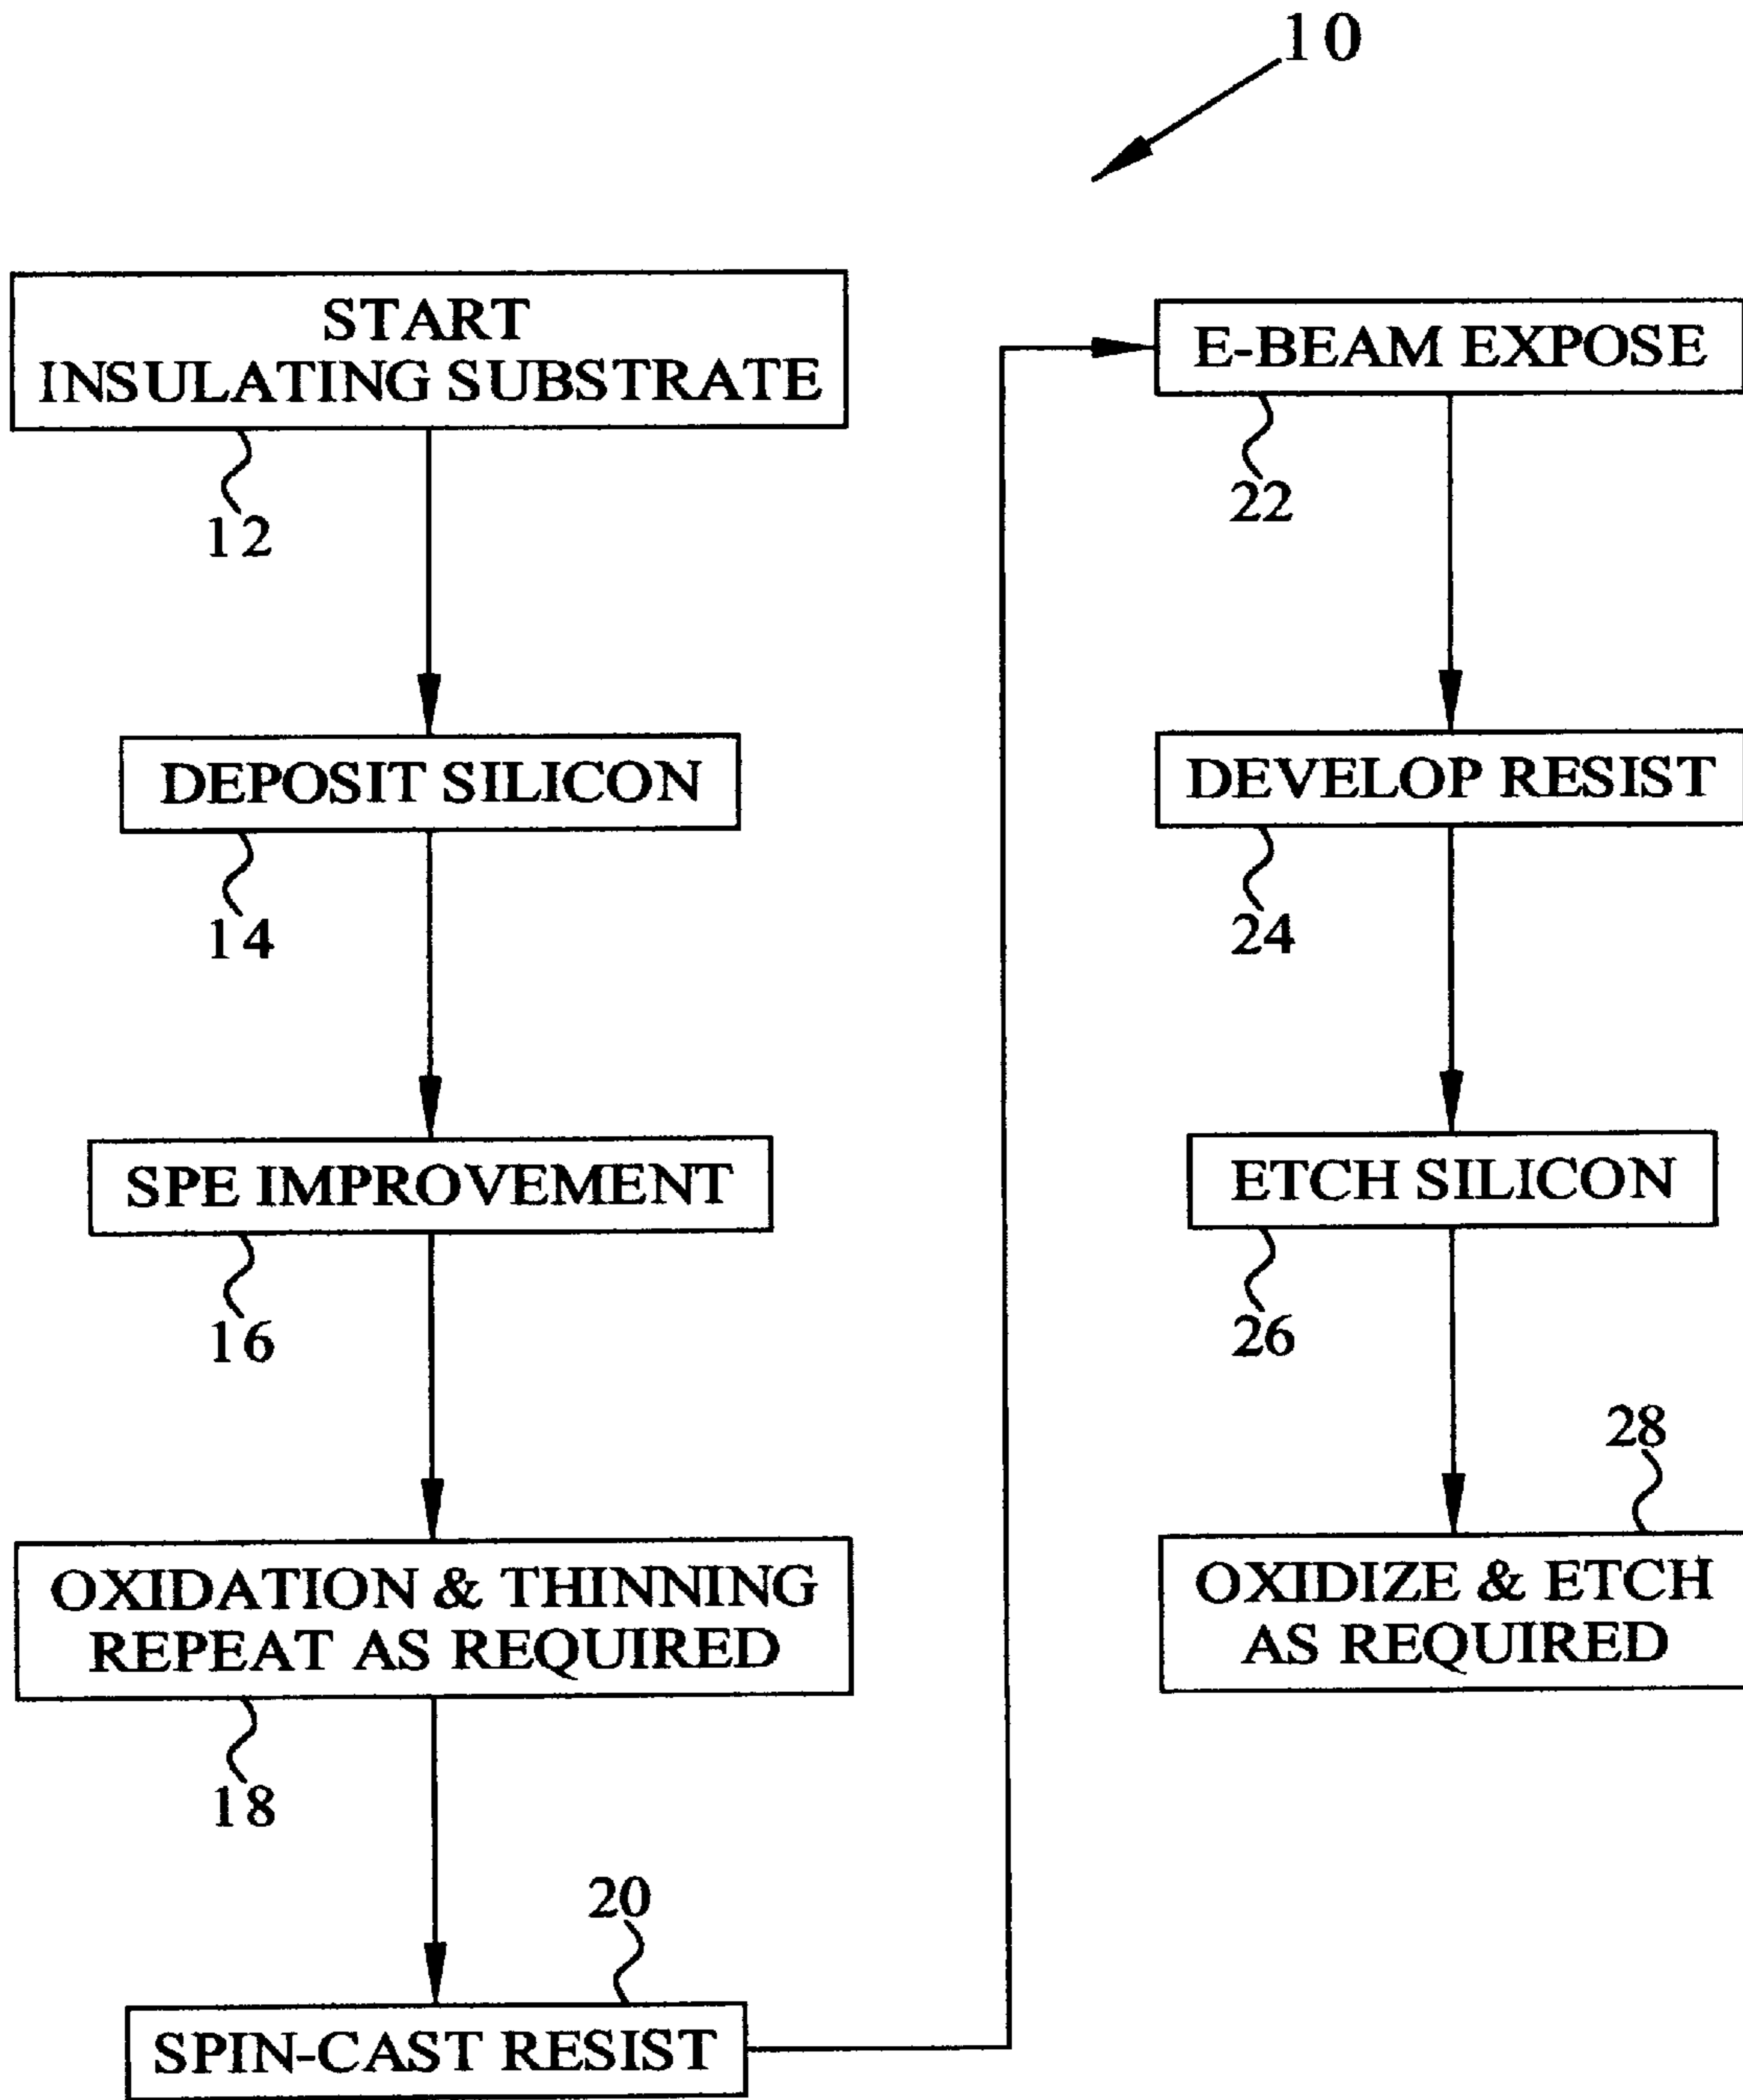 10
START
INSULATING SUBSTRATE
12
DEPOSIT SILICON
14
SPE IMPROVEMENT
16
OXIDATION & THINNING
REPEAT AS REQUIRED
18
20
SPIN-CAST RESIST
E-BEAM EXPOSE
22
DEVELOP RESIST
24
ETCH SILICON
26
28
OXIDIZE & ETCH
AS REQUIRED